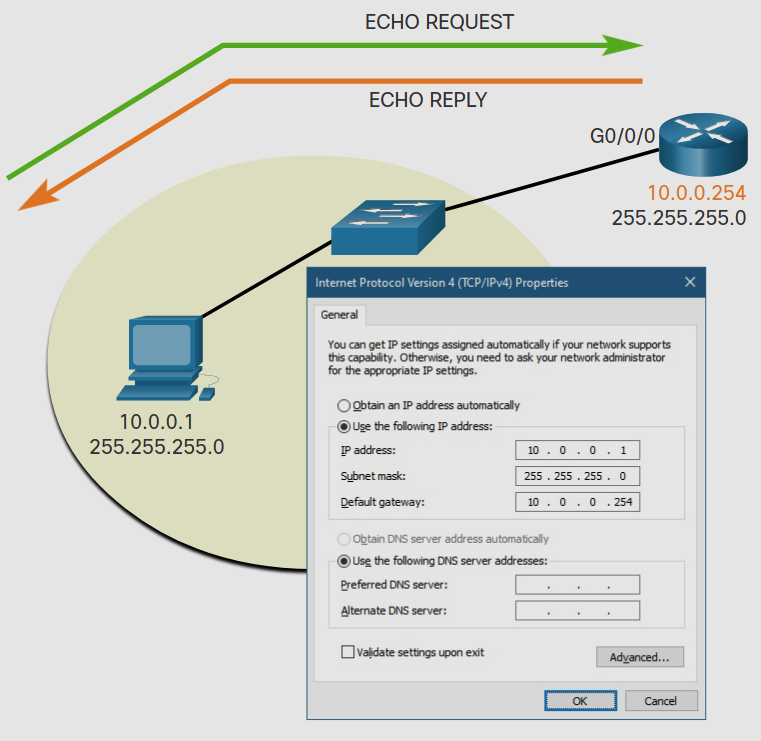 ECHO REQUEST
ECHO REPLY
G0/0/0
10.0.0.254
255.255.255.0
10.0.0.1
255.255.255.0
Internet Protocol Version 4 (TCP/IPv4) Properties
General
You can get IP settings assigned automatically if your network supports
this capability. Otherwise, you need to ask your network administrator
for the appropriate IP settings.
Obtain an IP address automatically
Use the following IP address:
IP address: 10 . 0 . 0 . 1
Subnet mask: 255 . 255 . 255 . 0
Default gateway: 10 . 0 . 0 . 254
Obtain DNS server address automatically
Use the following DNS server addresses:
Preferred DNS server: . . .
Alternate DNS server: . . .
Validate settings upon exit
Advanced...
OK Cancel